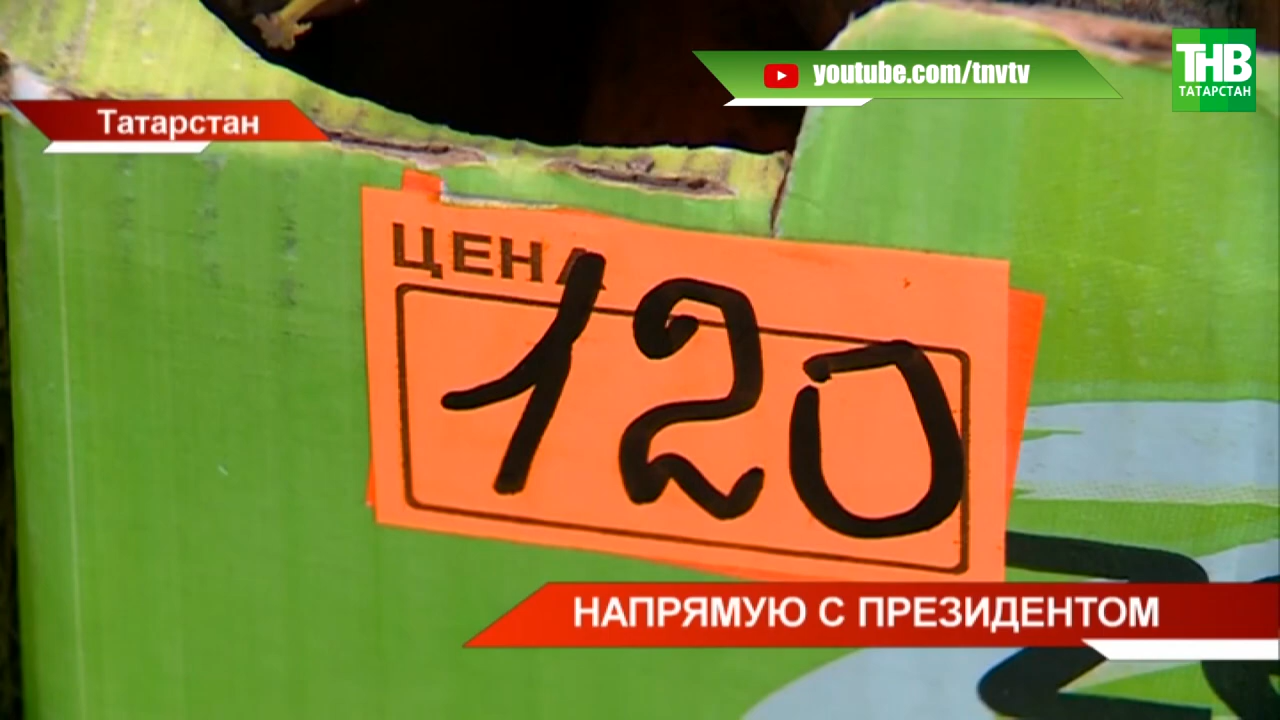 youtube.com/tnvtv
ТНВ
ТАТАРСТАН
Татарстан
ЦЕНА
120
НАПРЯМУЮ С ПРЕЗИДЕНТОМ